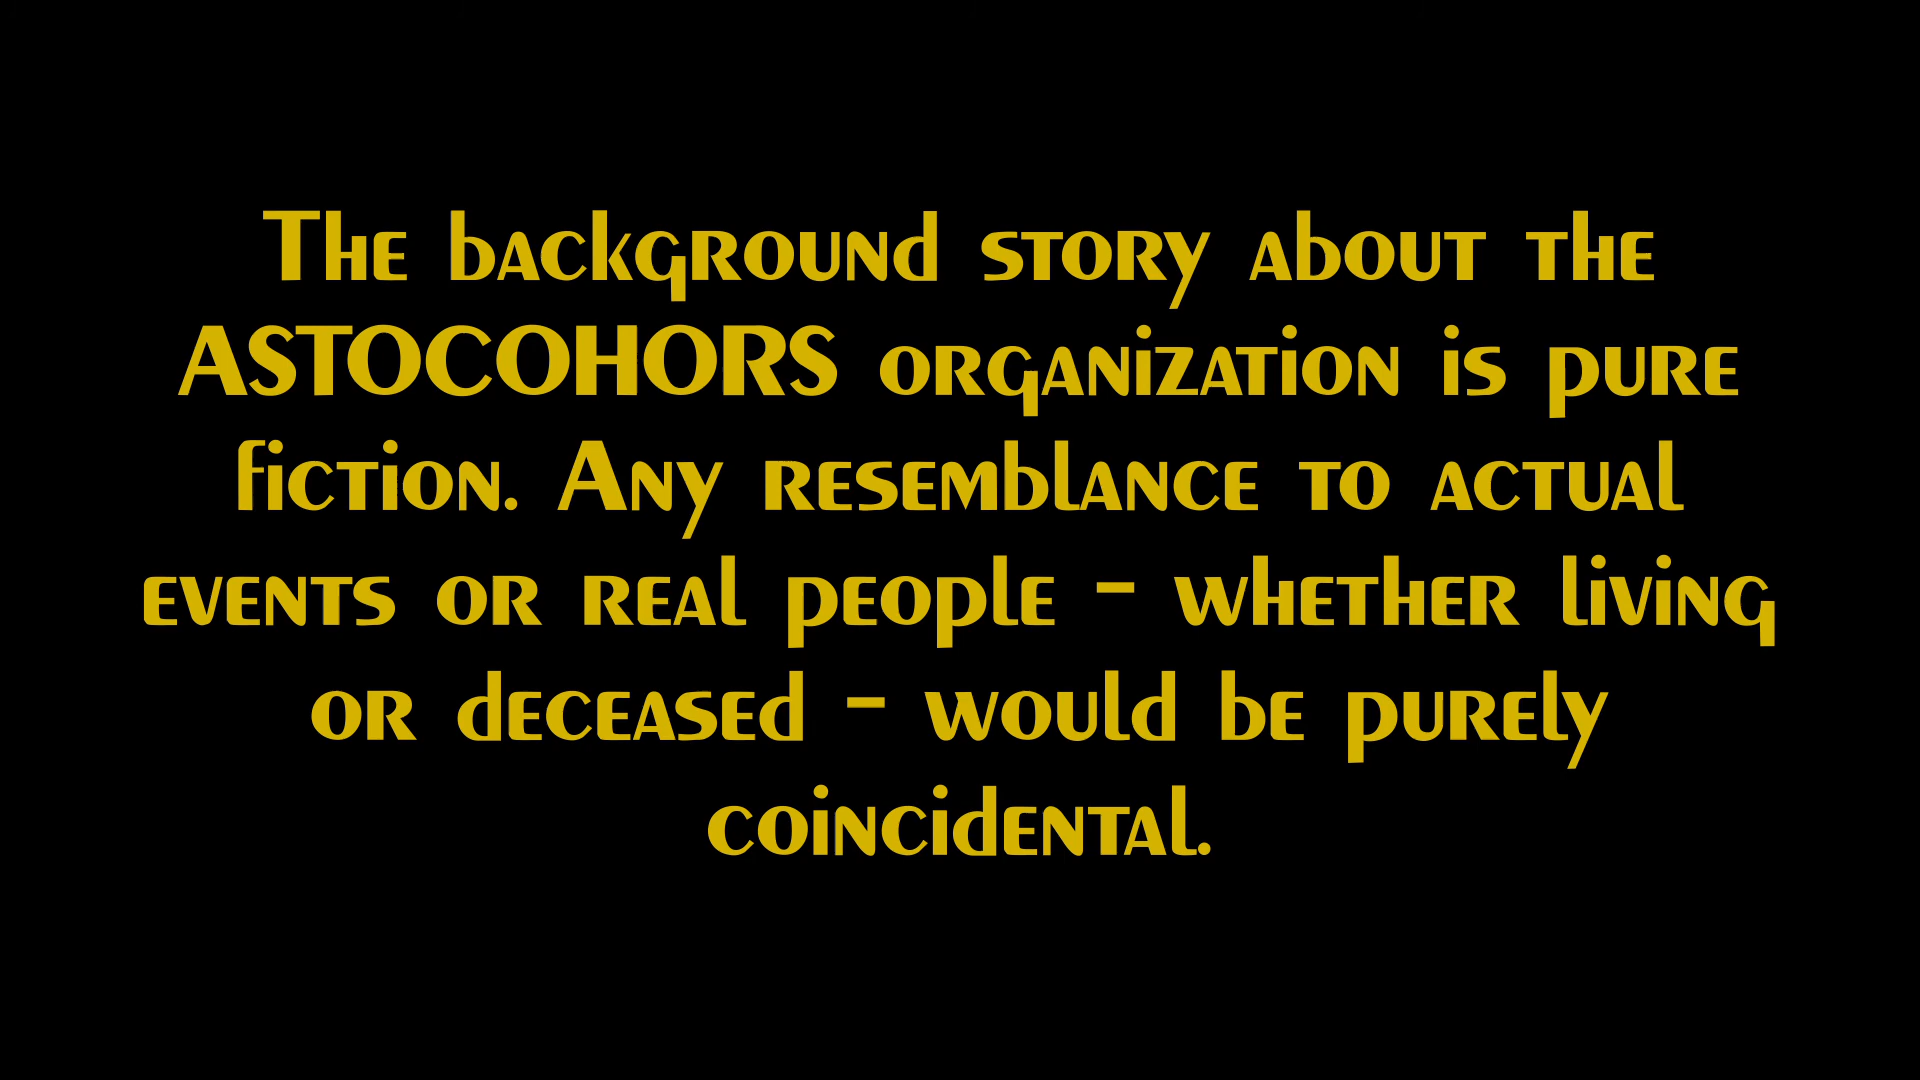 The background story about the
ASTOCOHORS organization is pure
fiction. Any resemblance to actual
events or real people - whether living
or deceased - would be purely
coincidental.